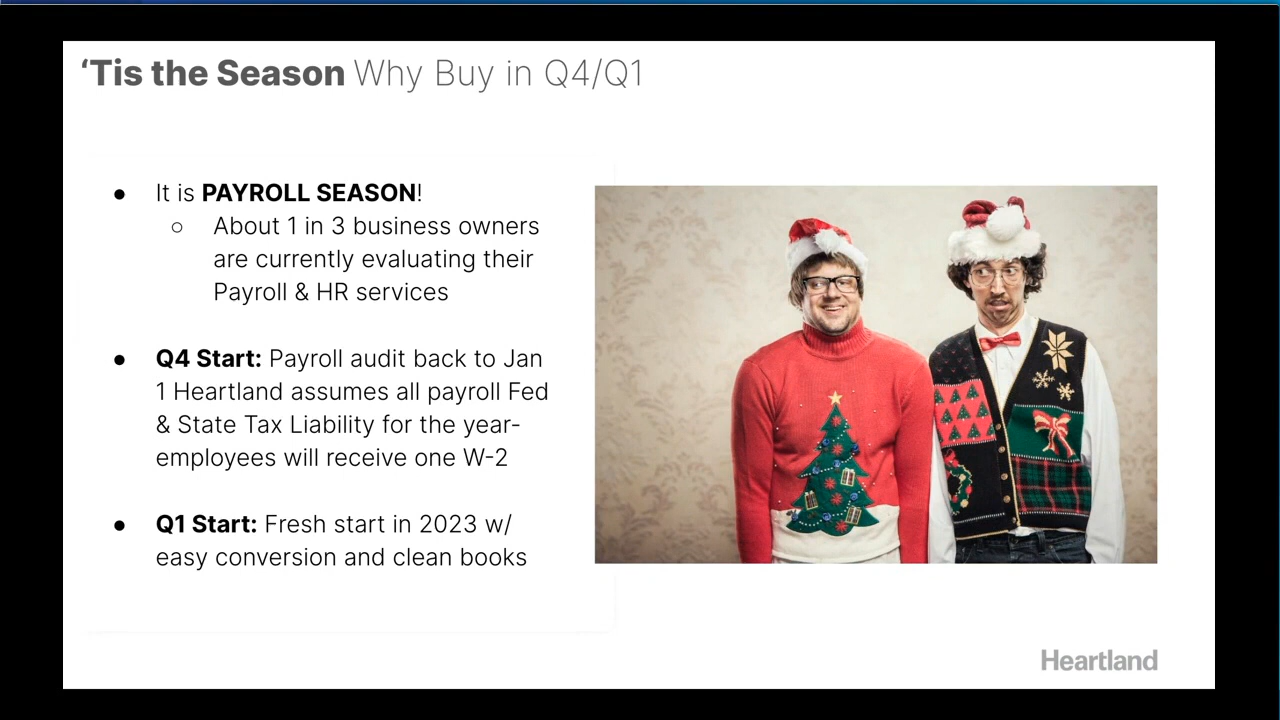 ‘Tis the Season Why Buy in Q4/Q1
● It is PAYROLL SEASON!
○ About 1 in 3 business owners
are currently evaluating their
Payroll & HR services
● Q4 Start: Payroll audit back to Jan
1 Heartland assumes all payroll Fed
& State Tax Liability for the year-
employees will receive one W-2
● Q1 Start: Fresh start in 2023 w/
easy conversion and clean books
Heartland